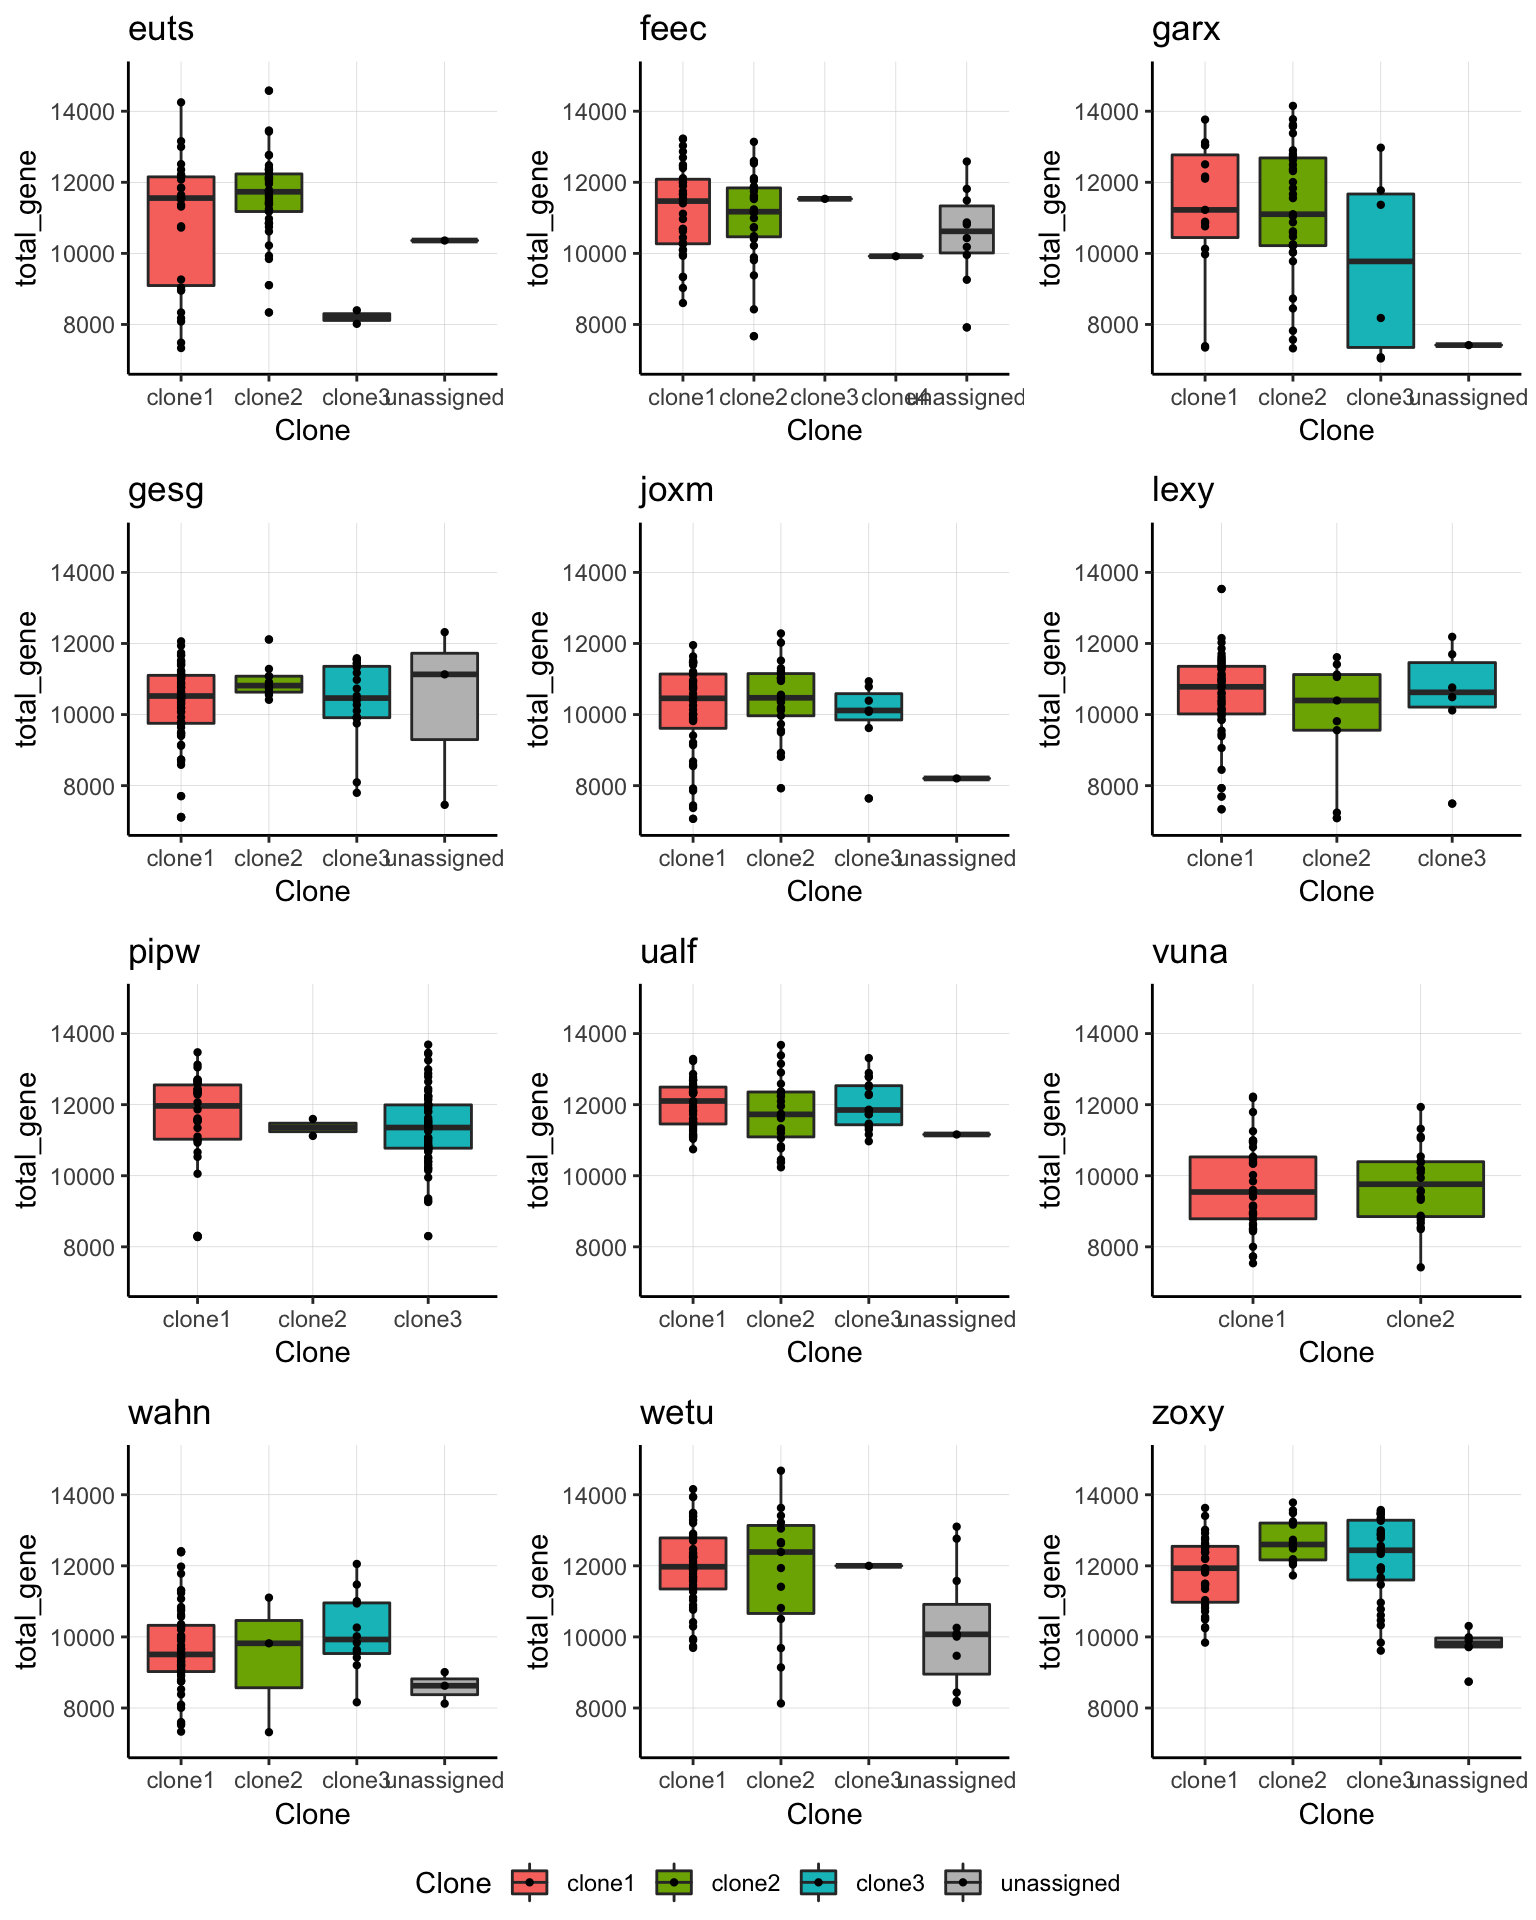 euts feec garx
14000 14000 14000
12000 12000 12000
10000 10000 10000
8000 8000 8000
total_gene total_gene total_gene
clone1 clone2 clone3 unassigned clone1 clone2 clone3 clone4 unassigned clone1 clone2 clone3 unassigned
Clone Clone Clone
gesg joxm lexy
14000 14000 14000
12000 12000 12000
10000 10000 10000
8000 8000 8000
total_gene total_gene total_gene
clone1 clone2 clone3 unassigned clone1 clone2 clone3 unassigned clone1 clone2 clone3
Clone Clone Clone
pipw ualf vuna
14000 14000 14000
12000 12000 12000
10000 10000 10000
8000 8000 8000
total_gene total_gene total_gene
clone1 clone2 clone3 clone1 clone2 clone3 unassigned clone1 clone2
Clone Clone Clone
wahn wetu zoxy
14000 14000 14000
12000 12000 12000
10000 10000 10000
8000 8000 8000
total_gene total_gene total_gene
clone1 clone2 clone3 unassigned clone1 clone2 clone3 unassigned clone1 clone2 clone3 unassigned
Clone Clone Clone
Clone clone1 clone2 clone3 unassigned